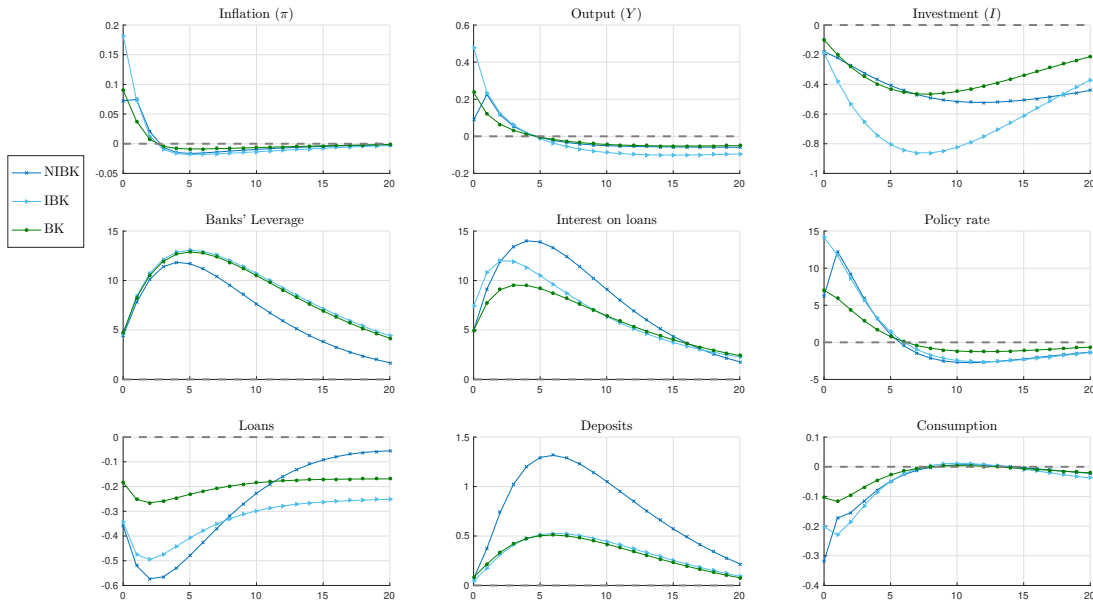 Inflation (π)
0.2
0.15
0.1
0.05
0
-0.05
0 5 10 15 20
Output (Y)
0.6
0.4
0.2
0
-0.2
0 5 10 15 20
Investment (I)
0
-0.2
-0.4
-0.6
-0.8
-1
0 5 10 15 20
NIBK
IBK
BK
Banks' Leverage
15
10
5
0
0 5 10 15 20
Interest on loans
15
10
5
0
0 5 10 15 20
Policy rate
15
10
5
0
-5
0 5 10 15 20
Loans
0
-0.1
-0.2
-0.3
-0.4
-0.5
-0.6
0 5 10 15 20
Deposits
1.5
1
0.5
0
0 5 10 15 20
Consumption
0.1
0
-0.1
-0.2
-0.3
-0.4
0 5 10 15 20